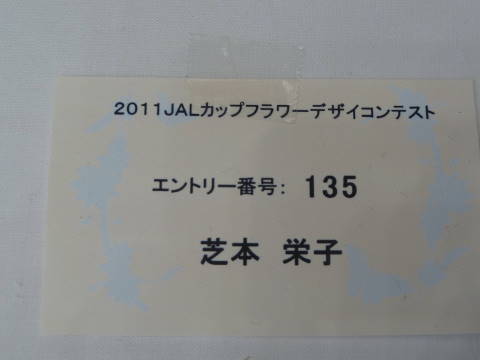 2011JALカップフラワーデザイコンテスト
エントリー番号： 135
芝本　栄子